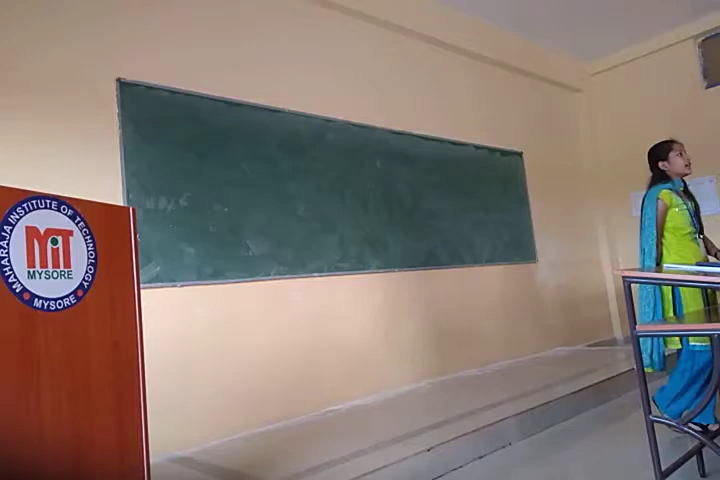 MAHARAJA INSTITUTE OF TECHNOLOGY
MiT
MYSORE
MYSORE